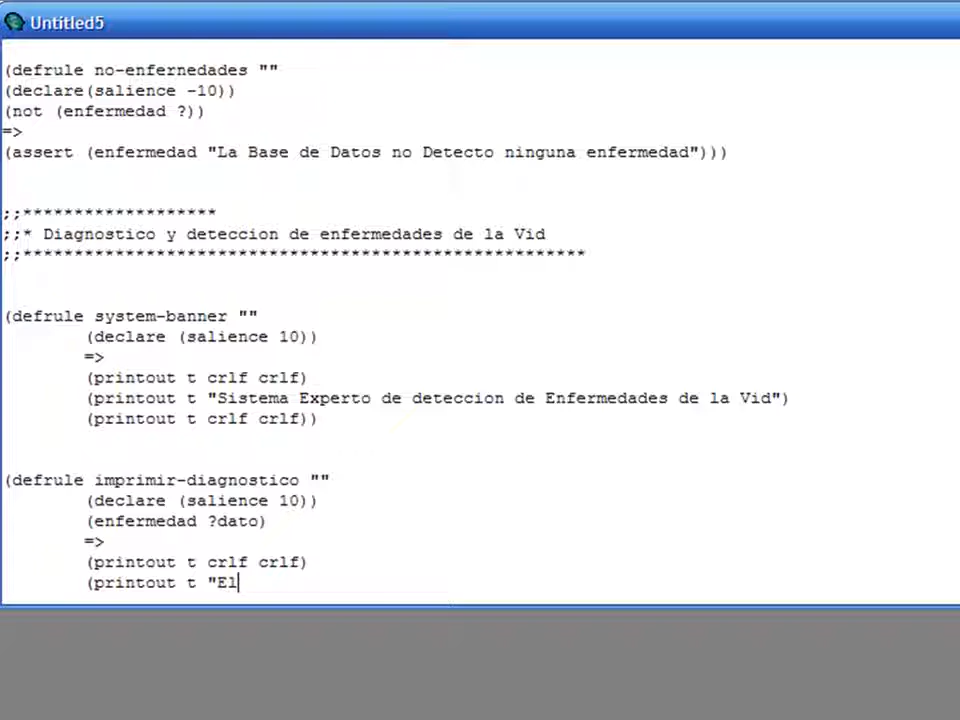 Untitled5
(defrule no-enfernedades ""
(declare(salience -10))
(not (enfermedad ?))
=>
(assert (enfermedad "La Base de Datos no Detecto ninguna enfermedad")))
;;*******************
;;* Diagnostico y deteccion de enfermedades de la Vid
;;*******************************************************
(defrule system-banner ""
(declare (salience 10))
=>
(printout t crlf crlf)
(printout t "Sistema Experto de deteccion de Enfermedades de la Vid")
(printout t crlf crlf))
(defrule imprimir-diagnostico ""
(declare (salience 10))
(enfermedad ?dato)
=>
(printout t crlf crlf)
(printout t "El